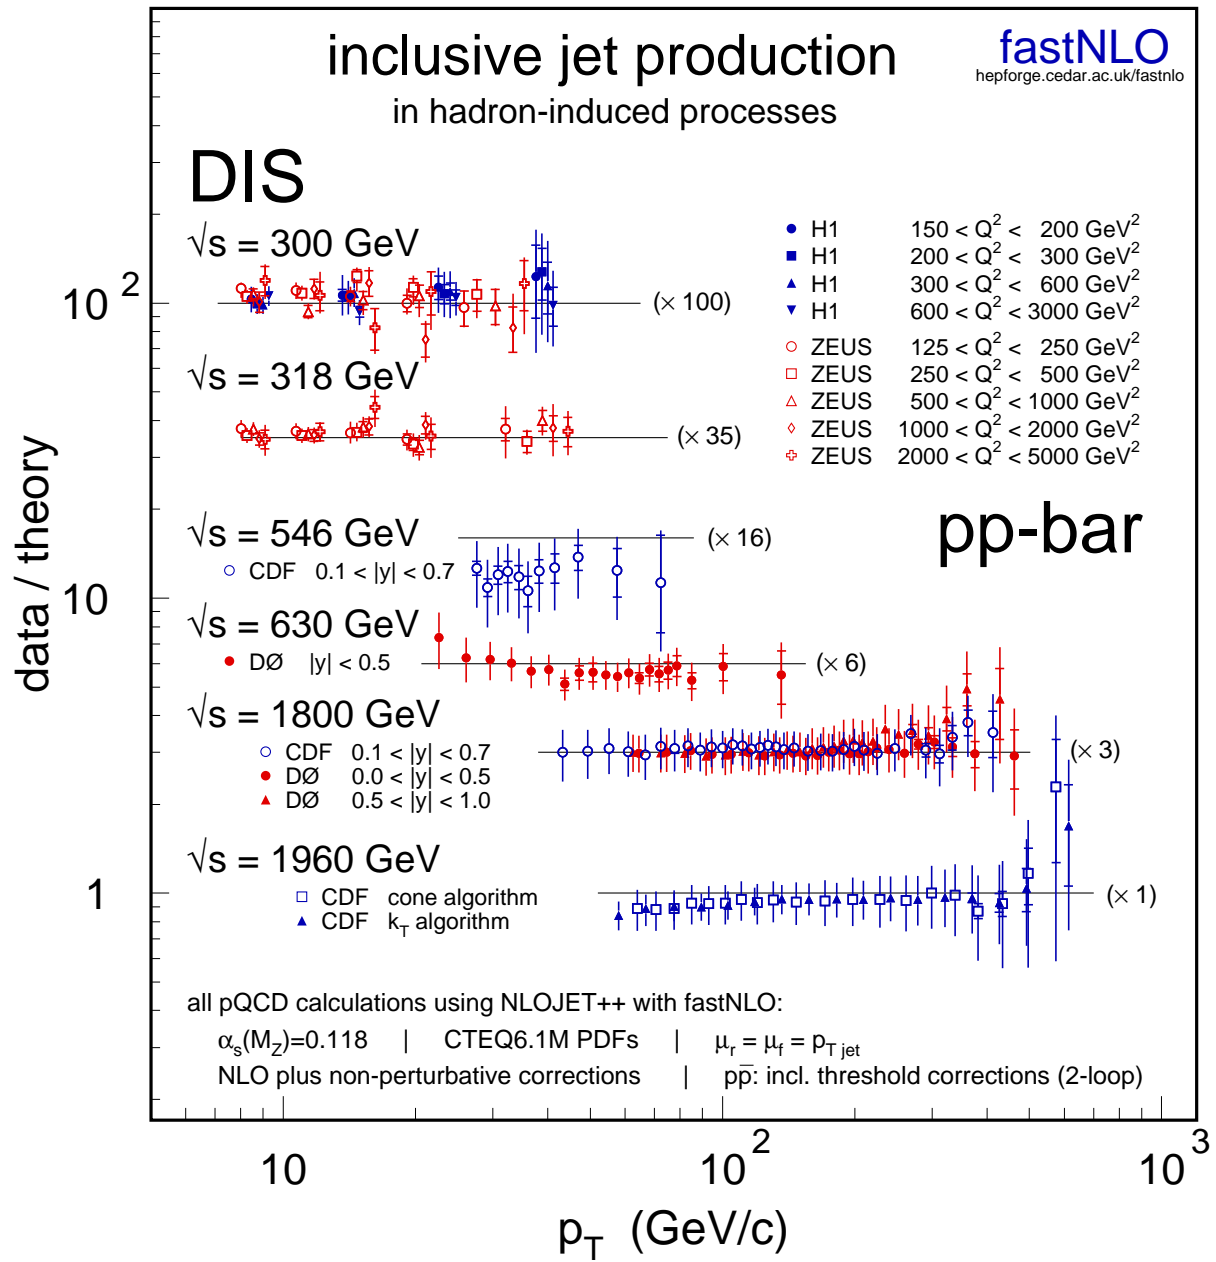 inclusive jet production
in hadron-induced processes
fastNLO
hepforge.cedar.ac.uk/fastnlo
DIS
√s = 300 GeV
(× 100)
H1 150 < Q² < 200 GeV²
H1 200 < Q² < 300 GeV²
H1 300 < Q² < 600 GeV²
H1 600 < Q² < 3000 GeV²
ZEUS 125 < Q² < 250 GeV²
ZEUS 250 < Q² < 500 GeV²
ZEUS 500 < Q² < 1000 GeV²
ZEUS 1000 < Q² < 2000 GeV²
ZEUS 2000 < Q² < 5000 GeV²
√s = 318 GeV
(× 35)
pp-bar
√s = 546 GeV
(× 16)
CDF 0.1 < |y| < 0.7
√s = 630 GeV
(× 6)
DØ |y| < 0.5
√s = 1800 GeV
(× 3)
CDF 0.1 < |y| < 0.7
DØ 0.0 < |y| < 0.5
DØ 0.5 < |y| < 1.0
√s = 1960 GeV
(× 1)
CDF cone algorithm
CDF k_T algorithm
all pQCD calculations using NLOJET++ with fastNLO:
α_s(M_Z)=0.118 | CTEQ6.1M PDFs | μ_r = μ_f = p_T jet
NLO plus non-perturbative corrections | pp̅: incl. threshold corrections (2-loop)
data / theory
10²
10
1
10
10²
10³
p_T (GeV/c)